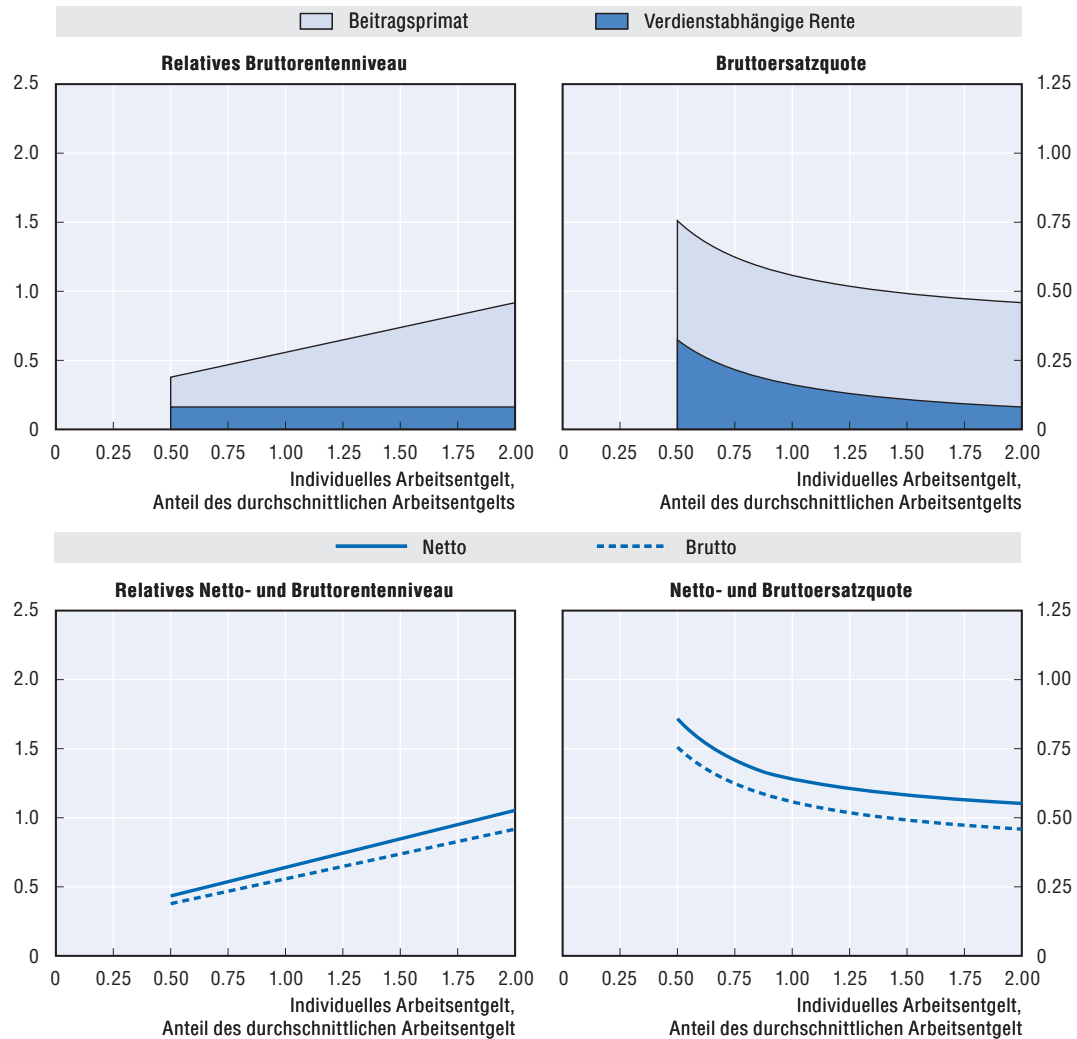 Beitragsprimat Verdienstabhängige Rente
Relatives Bruttorentenniveau
2.5
2.0
1.5
1.0
0.5
0
0 0.25 0.50 0.75 1.00 1.25 1.50 1.75 2.00
Individuelles Arbeitsentgelt,
Anteil des durchschnittlichen Arbeitsentgelts
Bruttoersatzquote
1.25
1.00
0.75
0.50
0.25
0
0 0.25 0.50 0.75 1.00 1.25 1.50 1.75 2.00
Individuelles Arbeitsentgelt,
Anteil des durchschnittlichen Arbeitsentgelts
Netto Brutto
Relatives Netto- und Bruttorentenniveau
2.5
2.0
1.5
1.0
0.5
0
0 0.25 0.50 0.75 1.00 1.25 1.50 1.75 2.00
Individuelles Arbeitsentgelt,
Anteil des durchschnittlichen Arbeitsentgelt
Netto- und Bruttoersatzquote
1.25
1.00
0.75
0.50
0.25
0
0 0.25 0.50 0.75 1.00 1.25 1.50 1.75 2.00
Individuelles Arbeitsentgelt,
Anteil des durchschnittlichen Arbeitsentgelt